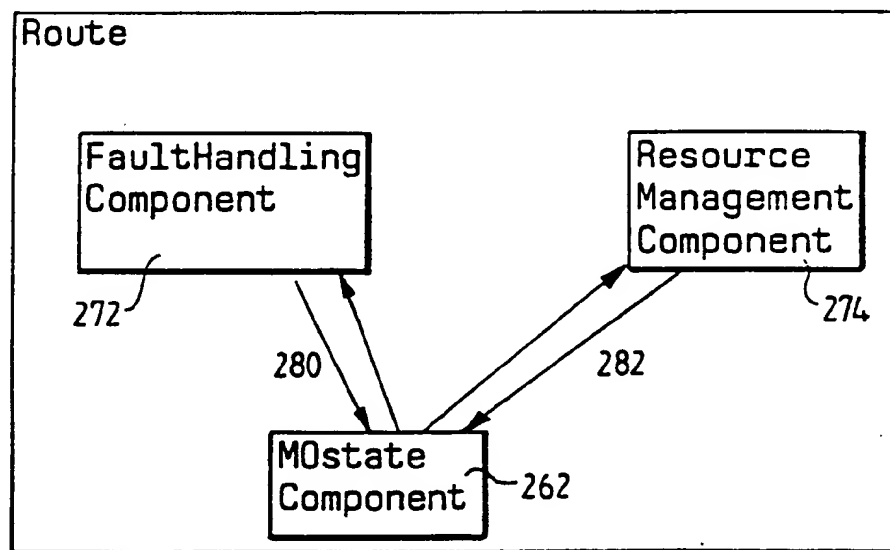 Route
FaultHandling
Component
272
Resource
Management
Component
274
280
282
MOstate
Component
262